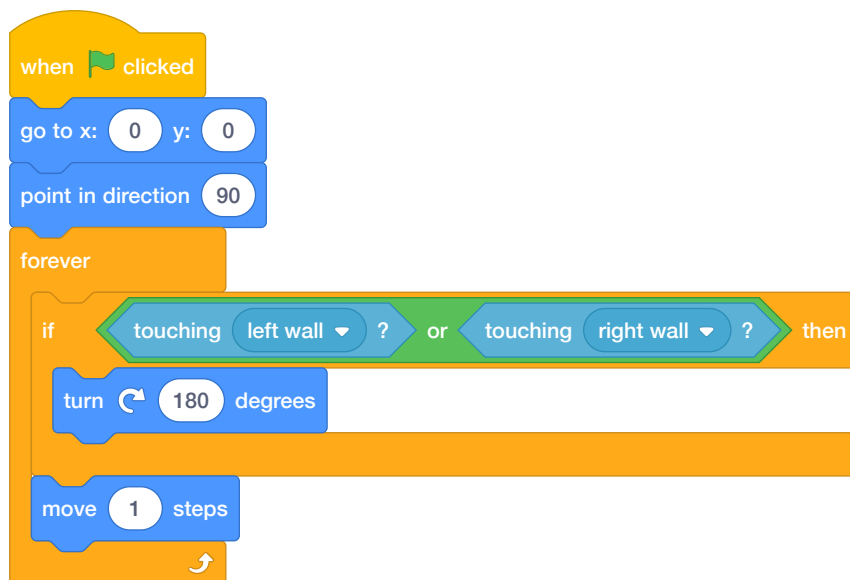 when clicked
go to x: 0 y: 0
point in direction 90
forever
if touching left wall ? or touching right wall ? then
turn 180 degrees
move 1 steps